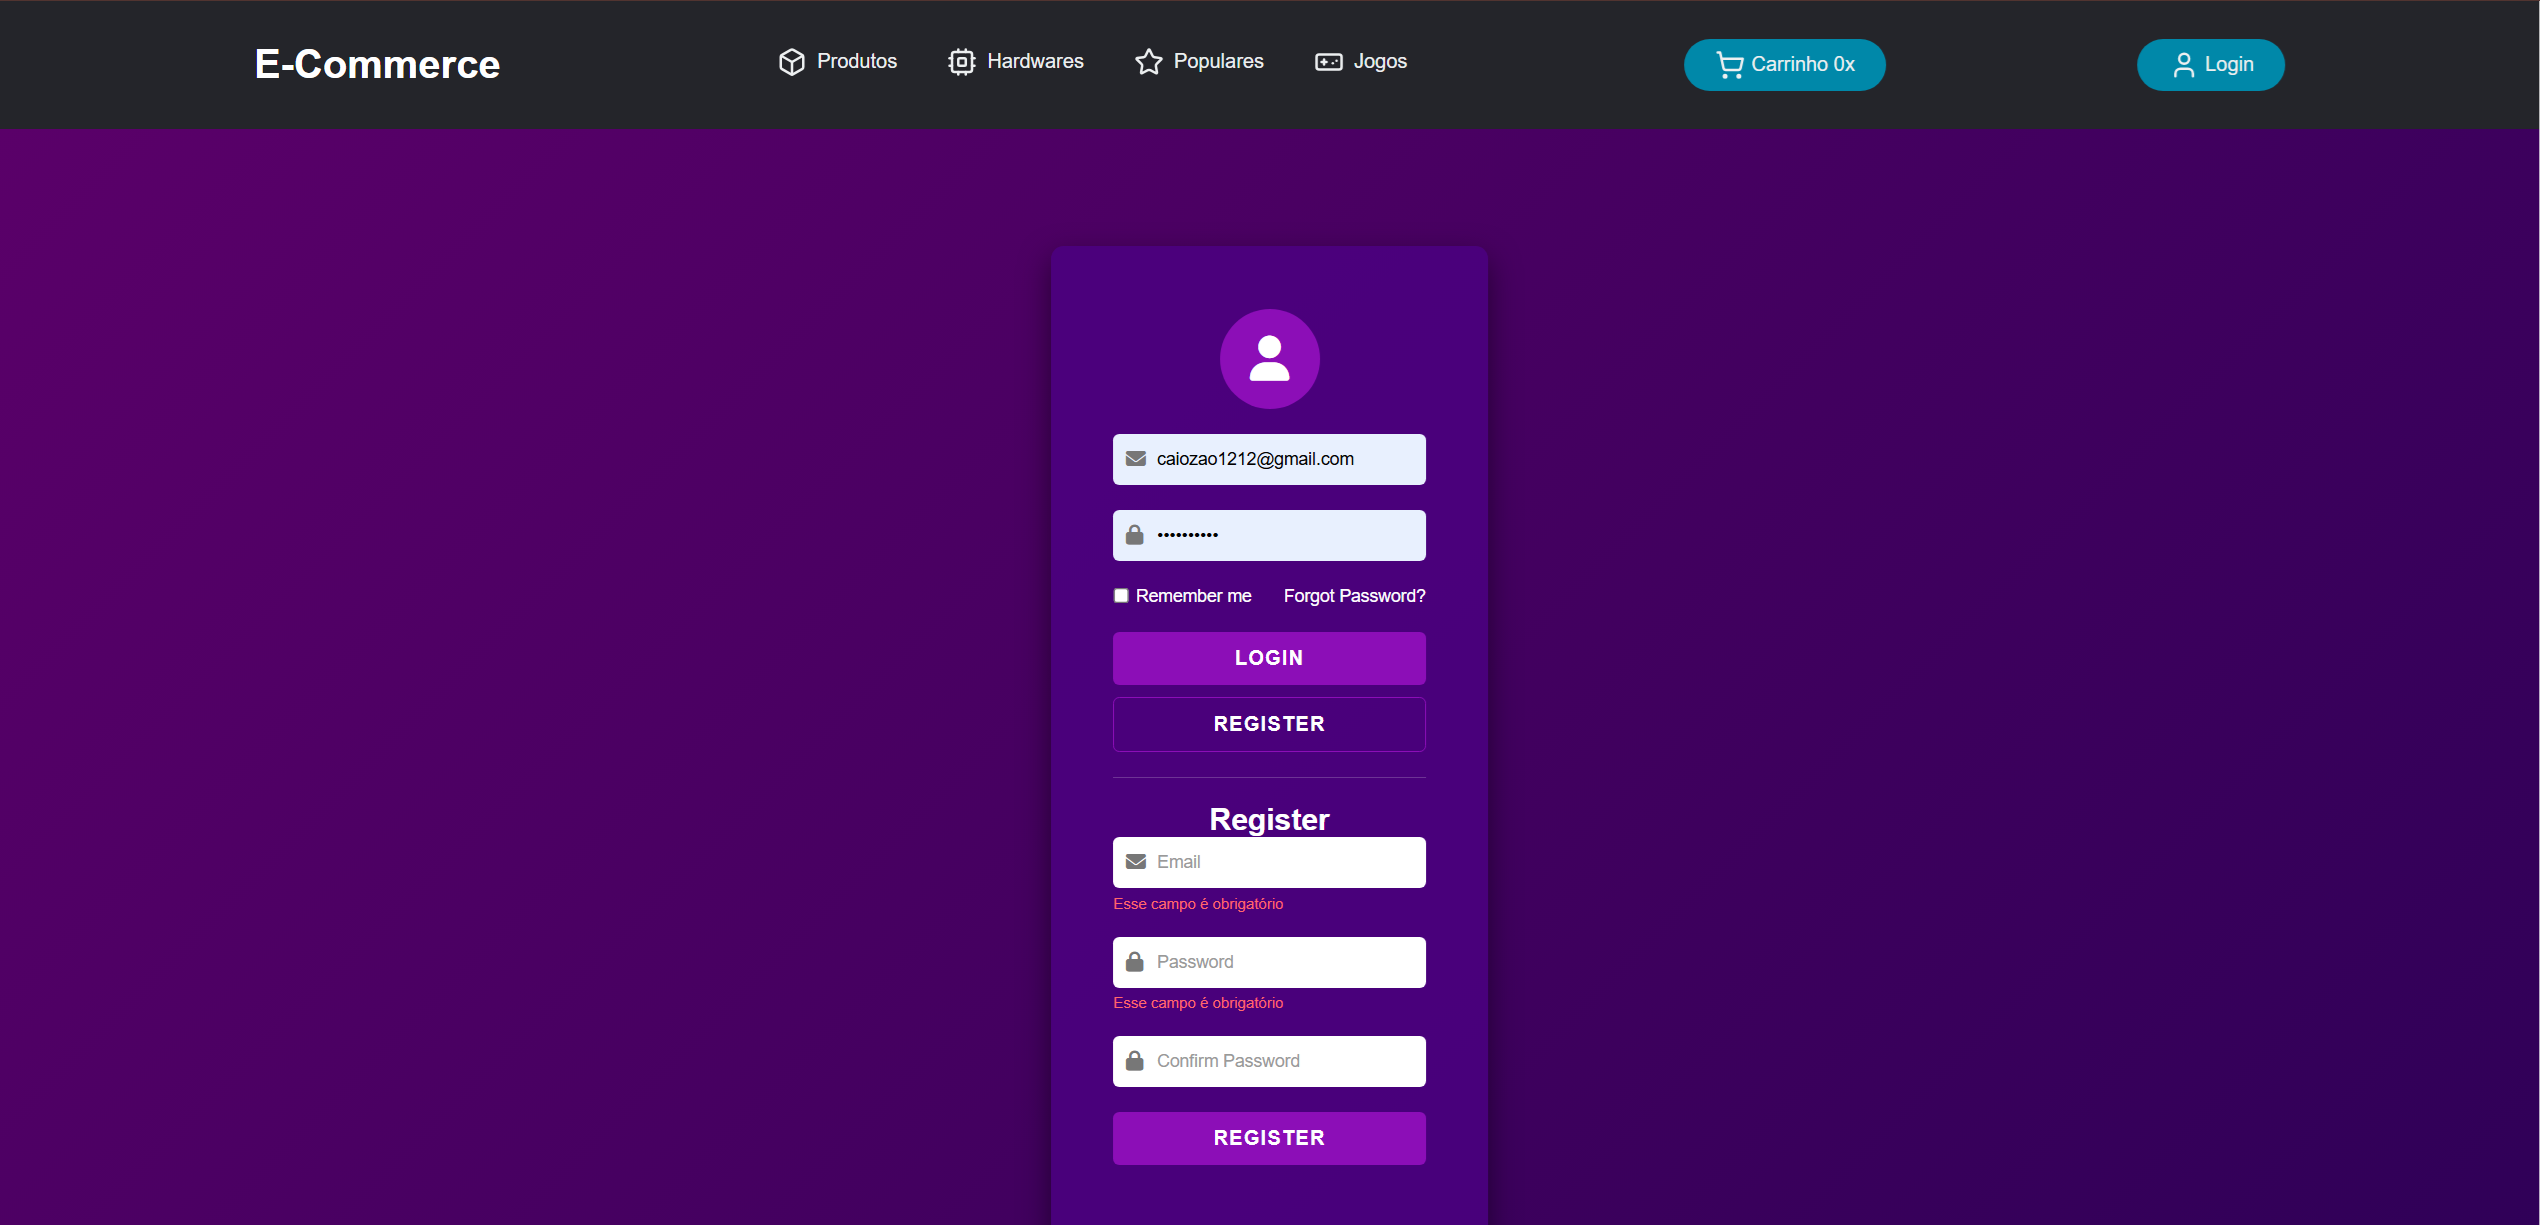 E-Commerce
Produtos
Hardwares
Populares
Jogos
Carrinho 0x
Login
caiozao1212@gmail.com
••••••••••
Remember me
Forgot Password?
LOGIN
REGISTER
Register
Email
Esse campo é obrigatório
Password
Esse campo é obrigatório
Confirm Password
REGISTER